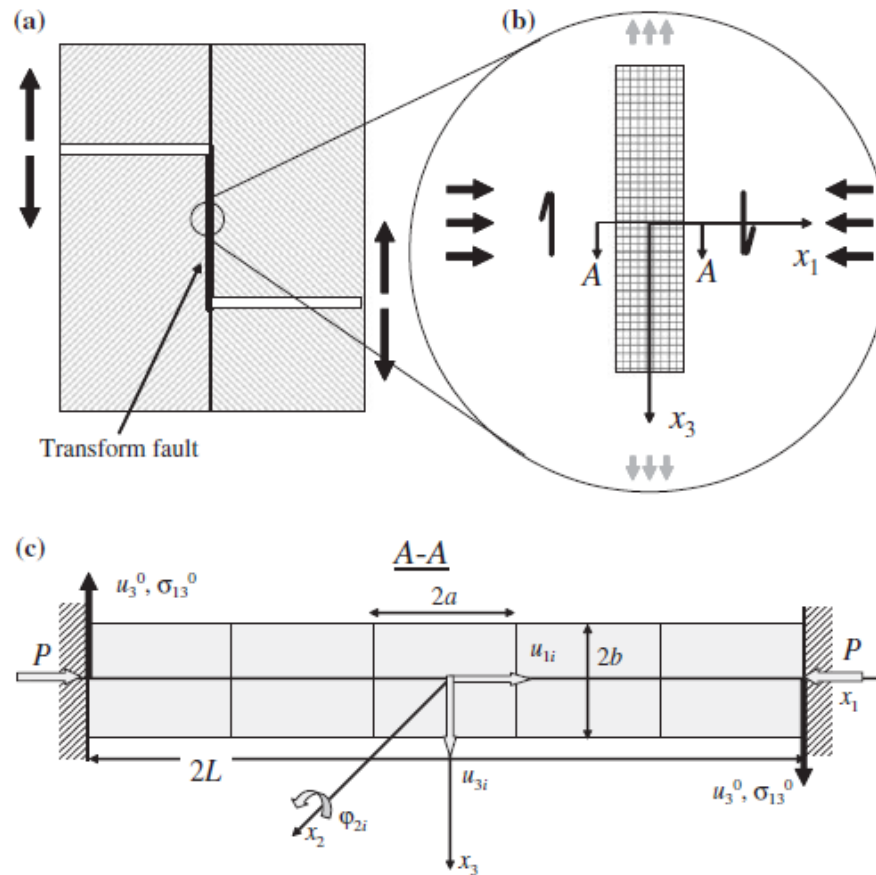 (a)
Transform fault
(b)
A A
x₁
x₃
(c)
A-A
u₃⁰, σ₁₃⁰
2a
P
u₁ᵢ
2b
P
x₁
2L
u₃ᵢ
u₃⁰, σ₁₃⁰
φ₂ᵢ
x₂
x₃